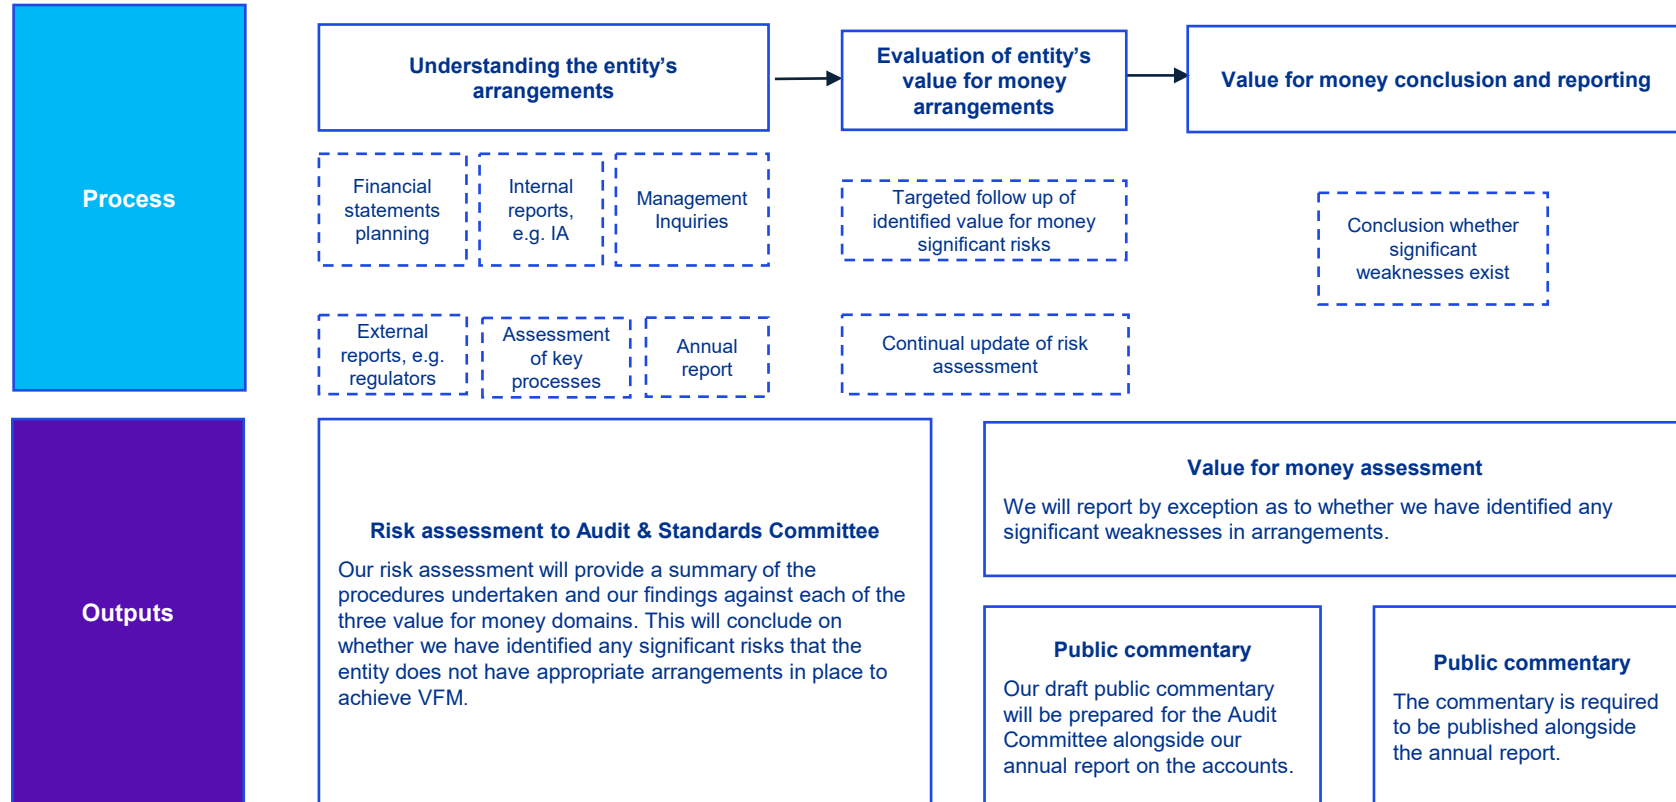 Process
Understanding the entity's
arrangements
Evaluation of entity's
value for money
arrangements
Value for money conclusion and reporting
Financial
statements
planning
Internal
reports,
e.g. IA
Management
Inquiries
Targeted follow up of
identified value for money
significant risks
Conclusion whether
significant
weaknesses exist
External
reports, e.g.
regulators
Assessment
of key
processes
Annual
report
Continual update of risk
assessment
Outputs
Risk assessment to Audit & Standards Committee
Our risk assessment will provide a summary of the
procedures undertaken and our findings against each of the
three value for money domains. This will conclude on
whether we have identified any significant risks that the
entity does not have appropriate arrangements in place to
achieve VFM.
Value for money assessment
We will report by exception as to whether we have identified any
significant weaknesses in arrangements.
Public commentary
Our draft public commentary
will be prepared for the Audit
Committee alongside our
annual report on the accounts.
Public commentary
The commentary is required
to be published alongside
the annual report.